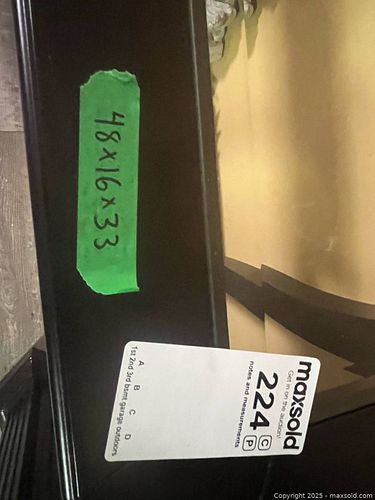 48x16x33
maxsold
Get in on the auction!
224 C P
notes and measurements
A B C D
1st 2nd 3rd bsmt garage outdoors
Copyright 2025 - maxsold.com